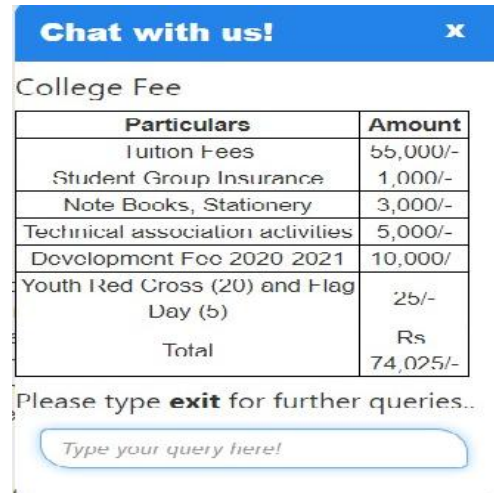 Chat with us! x
College Fee
Particulars Amount
Tuition Fees 55,000/-
Student Group Insurance 1,000/-
Note Books, Stationery 3,000/-
Technical association activities 5,000/-
Development Fee 2020-2021 10,000/
Youth Red Cross (20) and Flag
Day (5) 25/-
Total Rs
74,025/-
Please type exit for further queries..
Type your query here!